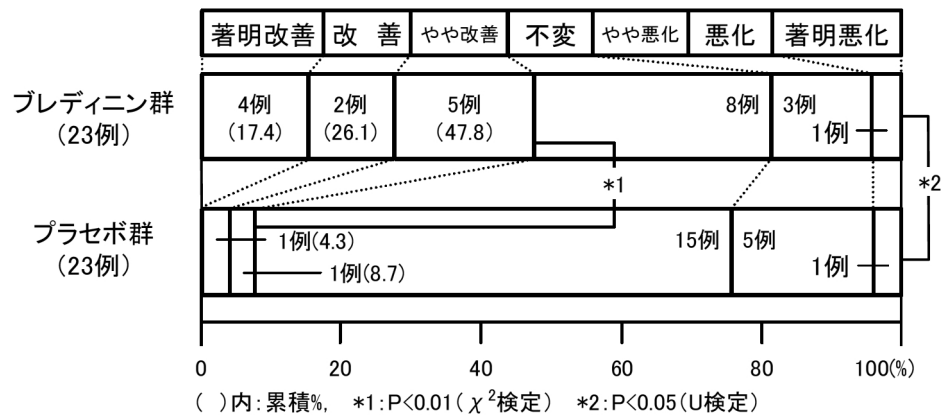 著明改善 改 善 やや改善 不変 やや悪化 悪化 著明悪化
ブレディニン群
(23例)
4例
(17.4)
2例
(26.1)
5例
(47.8)
8例
3例
1例
*1
*2
プラセボ群
(23例)
1例(4.3)
1例(8.7)
15例
5例
1例
0 20 40 60 80 100(%)
( )内:累積%, *1:P<0.01(χ²検定) *2:P<0.05(U検定)